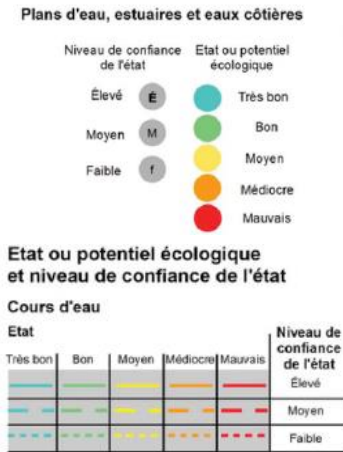 Plans d'eau, estuaires et eaux côtières
Niveau de confiance
de l'état
Etat ou potentiel
écologique
Élevé É
Moyen M
Faible f
Très bon
Bon
Moyen
Médiocre
Mauvais
Etat ou potentiel écologique
et niveau de confiance de l'état
Cours d'eau
Etat
Niveau de
confiance
de l'état
Très bon Bon Moyen Médiocre Mauvais
Élevé
Moyen
Faible